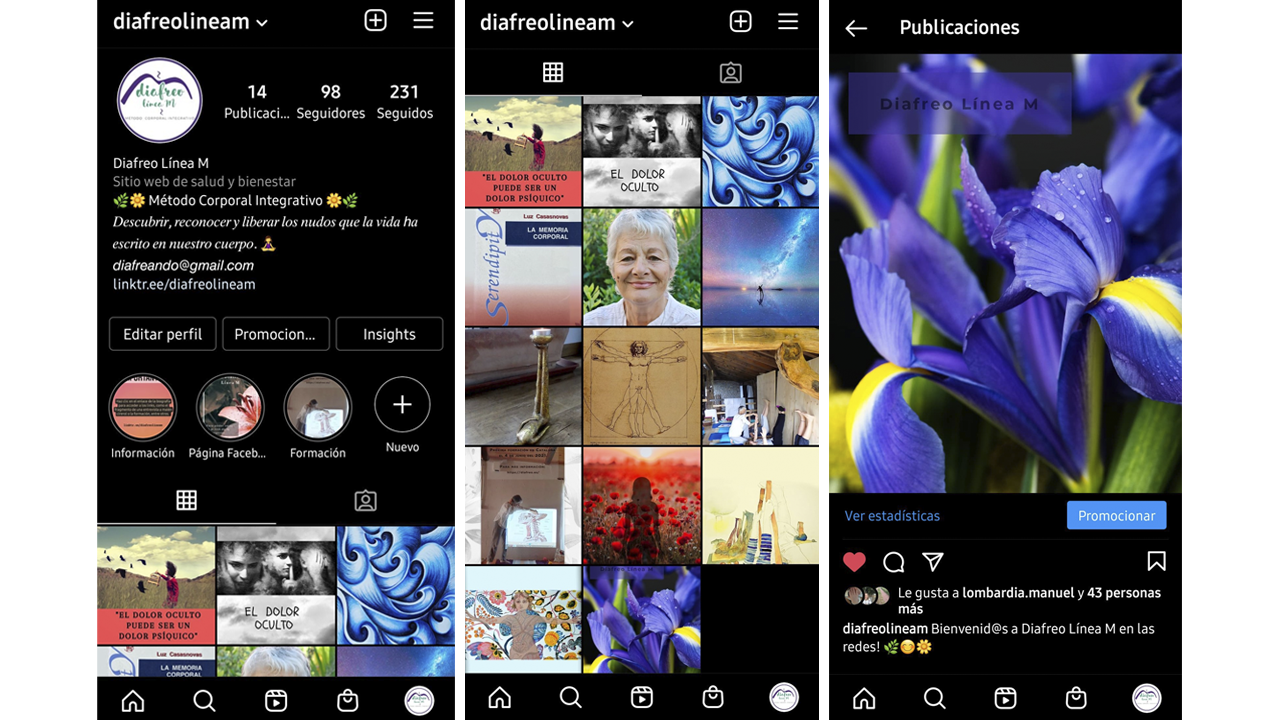 diafreolineam
diafreo
línea M
MÉTODO CORPORAL INTEGRATIVO
14 98 231
Publicaci... Seguidores Seguidos
Diafreo Línea M
Sitio web de salud y bienestar
🌿🌼 Método Corporal Integrativo 🌼🌿
Descubrir, reconocer y liberar los nudos que la vida ha
escrito en nuestro cuerpo. 🧘‍♀️
diafreando@gmail.com
linktr.ee/diafreolineam
Editar perfil Promocion... Insights
Línea M
Información Página Faceb... Formación Nuevo
"EL DOLOR OCULTO
PUEDE SER UN
DOLOR PSÍQUICO"
EL DOLOR
OCULTO
Luz Casasnovas
LA MEMORIA
CORPORAL
diafreolineam
"EL DOLOR OCULTO
PUEDE SER UN
DOLOR PSÍQUICO"
EL DOLOR
OCULTO
Luz Casasnovas
LA MEMORIA
CORPORAL
Serendipity
Diafreo Línea M
Publicaciones
Diafreo Línea M
Ver estadísticas Promocionar
Le gusta a lombardia.manuel y 43 personas
más
diafreolineam Bienvenid@s a Diafreo Línea M en las
redes! 🌿😊🌼